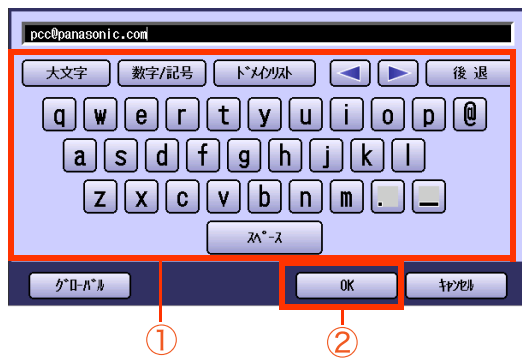 pcc@panasonic.com
大文字 数字/記号 ドメインリスト ◀ ▶ 後退
q w e r t y u i o p @
a s d f g h j k l
z x c v b n m . _
スペース
グローバル OK キャンセル
① ②